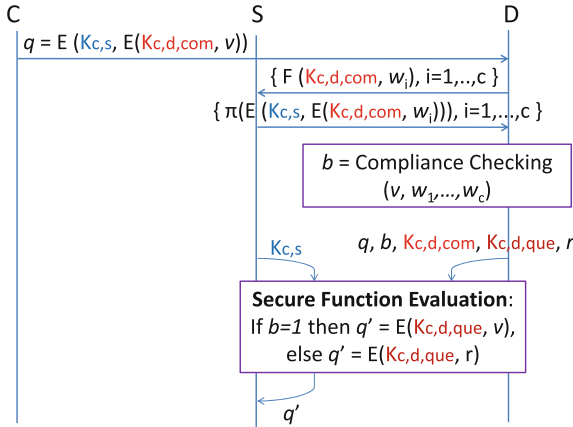 C S D
q = E (Kc,s, E(Kc,d,com, v))
{ F (Kc,d,com, wi), i=1,..,c }
{ π(E (Kc,s, E(Kc,d,com, wi))), i=1,...,c }
b = Compliance Checking
(v, w1,...,wc)
Kc,s
q, b, Kc,d,com, Kc,d,que, r
Secure Function Evaluation:
If b=1 then q’ = E(Kc,d,que, v),
else q’ = E(Kc,d,que, r)
q’